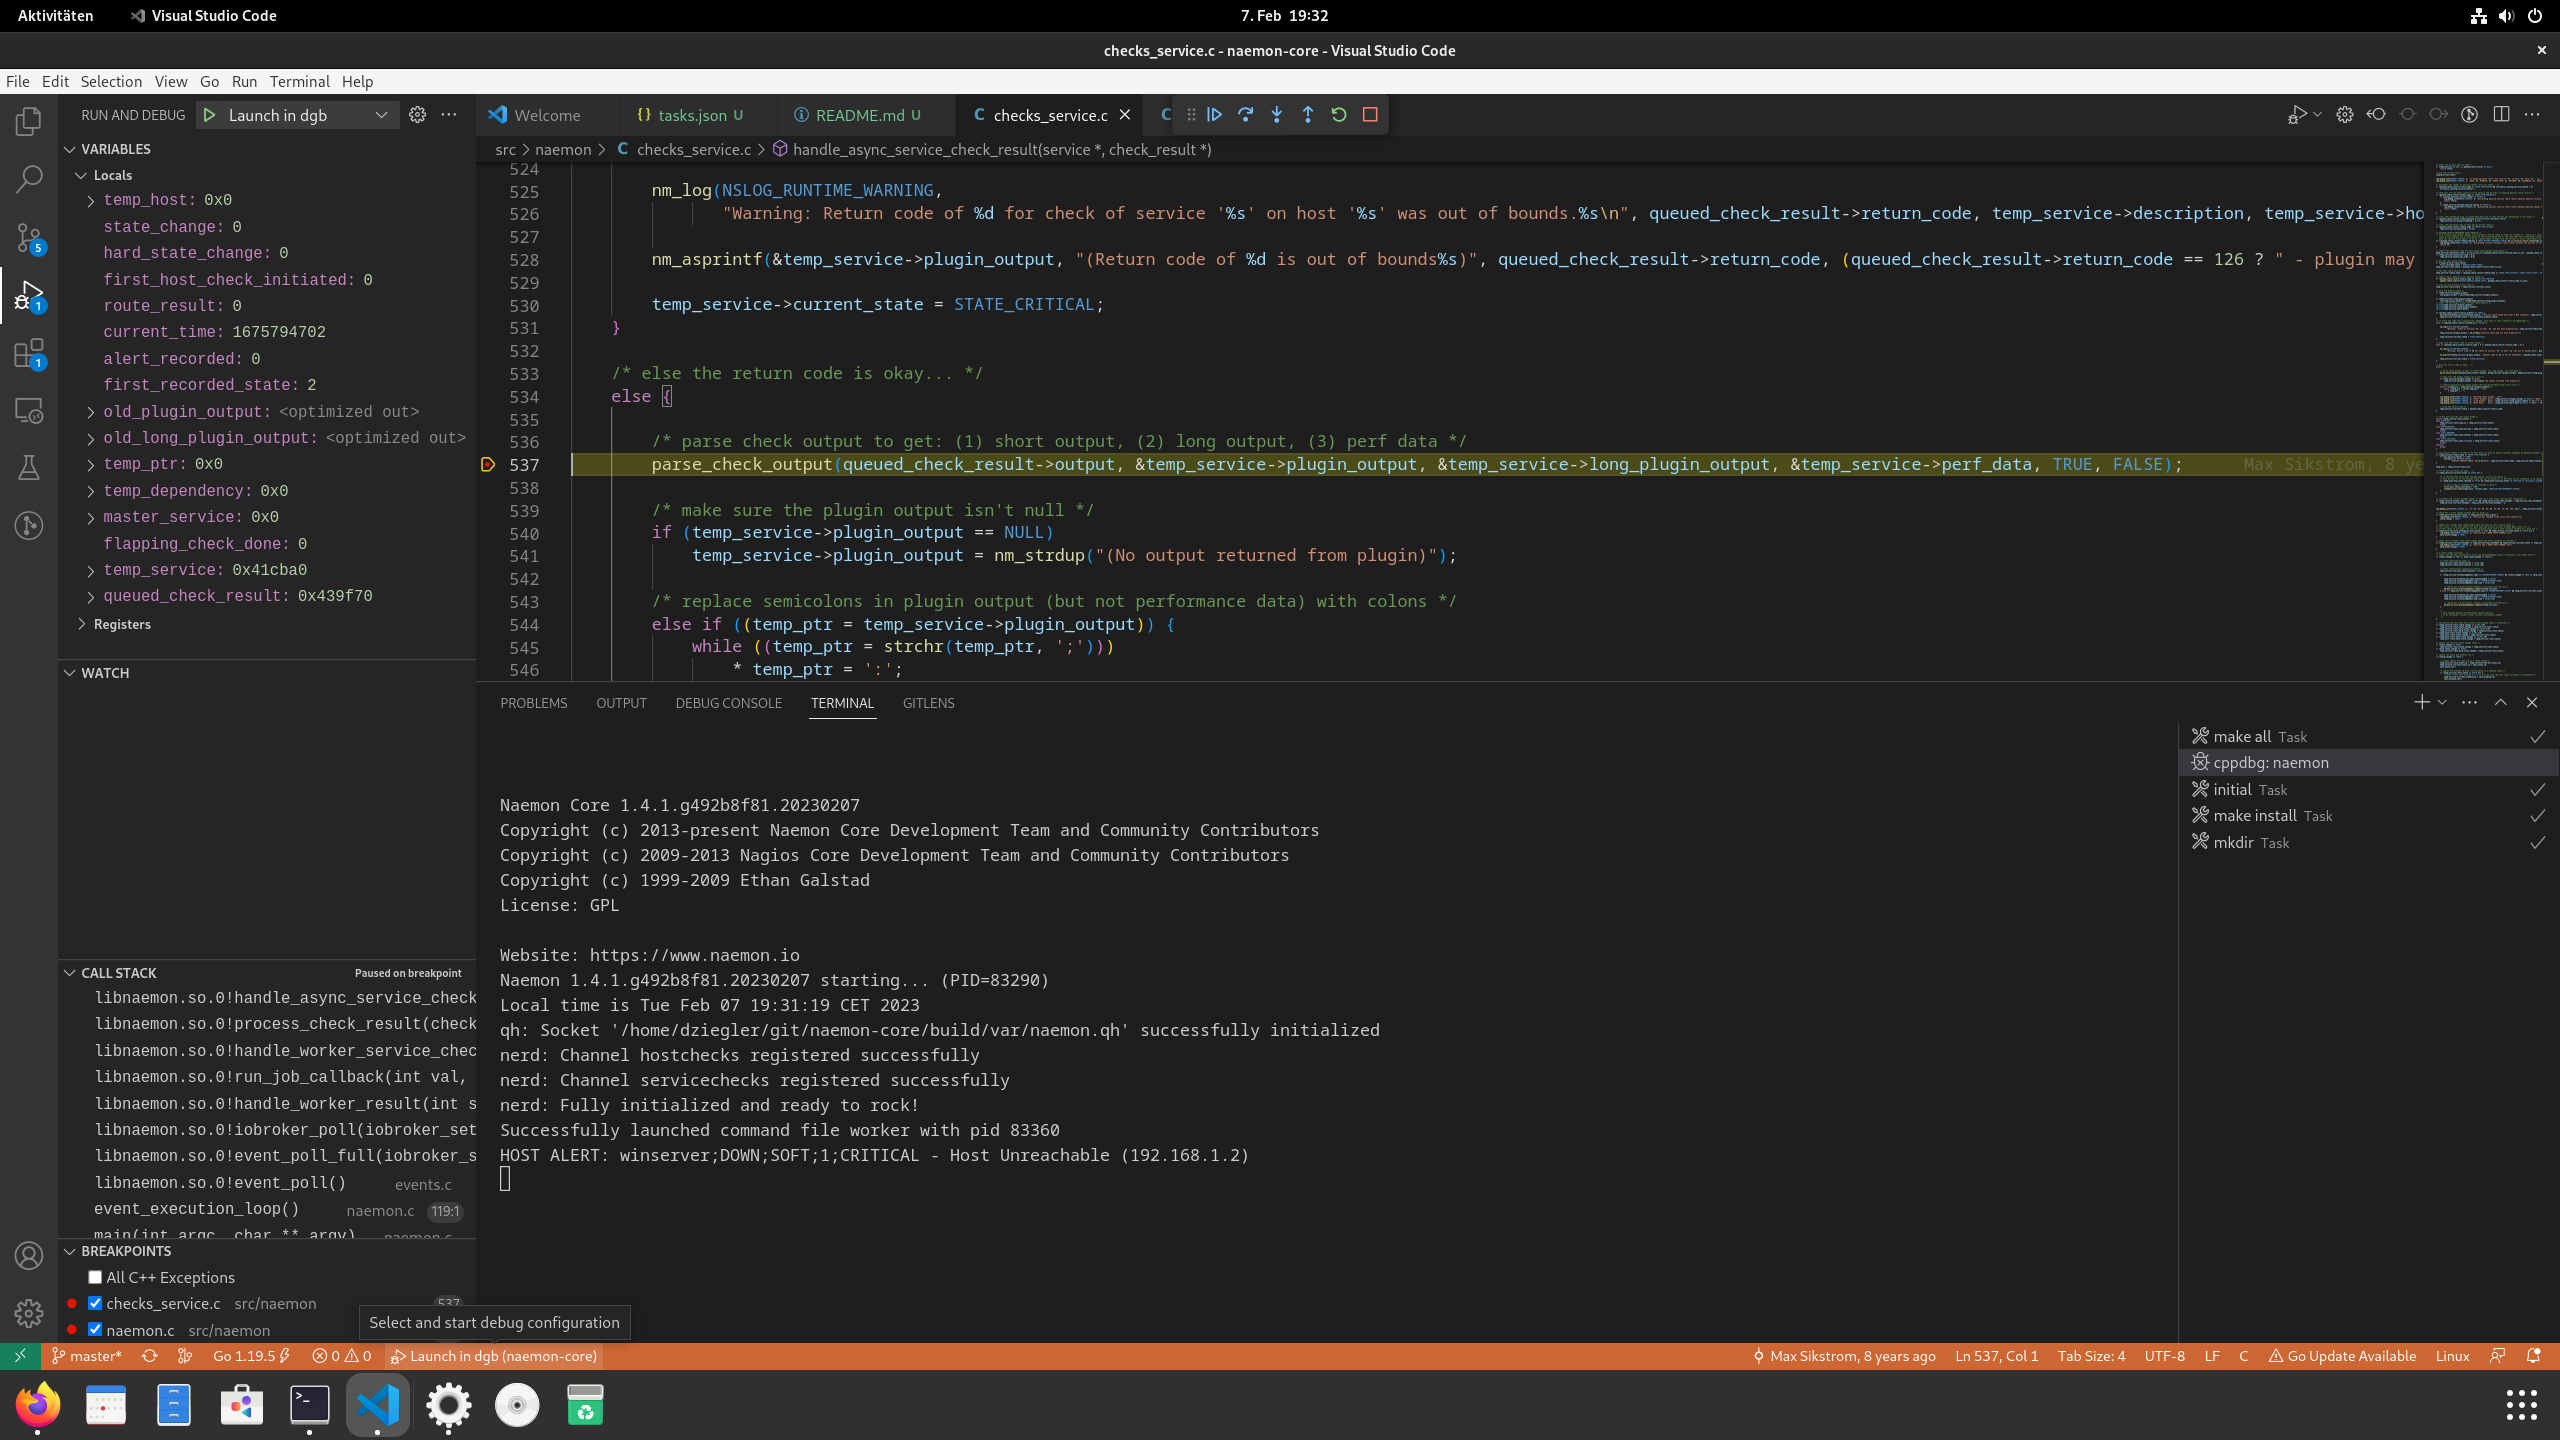 Aktivitäten
Visual Studio Code
7. Feb 19:32
checks_service.c - naemon-core - Visual Studio Code
File Edit Selection View Go Run Terminal Help
RUN AND DEBUG
Launch in dgb
Welcome
tasks.json U
README.md U
checks_service.c
VARIABLES
Locals
temp_host: 0x0
state_change: 0
hard_state_change: 0
first_host_check_initiated: 0
route_result: 0
current_time: 1675794702
alert_recorded: 0
first_recorded_state: 2
old_plugin_output: <optimized out>
old_long_plugin_output: <optimized out>
temp_ptr: 0x0
temp_dependency: 0x0
master_service: 0x0
flapping_check_done: 0
temp_service: 0x41cba0
queued_check_result: 0x439f70
Registers
WATCH
CALL STACK
Paused on breakpoint
libnaemon.so.0!handle_async_service_check
libnaemon.so.0!process_check_result(check
libnaemon.so.0!handle_worker_service_chec
libnaemon.so.0!run_job_callback(int val,
libnaemon.so.0!handle_worker_result(int s
libnaemon.so.0!iobroker_poll(iobroker_set
libnaemon.so.0!event_poll_full(iobroker_s
libnaemon.so.0!event_poll() events.c
event_execution_loop() naemon.c 119:1
main(int argc, char ** argv) naemon.c
BREAKPOINTS
All C++ Exceptions
checks_service.c src/naemon 537
naemon.c src/naemon
Select and start debug configuration
5
1
1
src > naemon > C checks_service.c > handle_async_service_check_result(service *, check_result *)
524
525 nm_log(NSLOG_RUNTIME_WARNING,
526 "Warning: Return code of %d for check of service '%s' on host '%s' was out of bounds.%s\n", queued_check_result->return_code, temp_service->description, temp_service->ho
527
528 nm_asprintf(&temp_service->plugin_output, "(Return code of %d is out of bounds%s)", queued_check_result->return_code, (queued_check_result->return_code == 126 ? " - plugin may
529
530 temp_service->current_state = STATE_CRITICAL;
531 }
532
533 /* else the return code is okay... */
534 else {
535
536 /* parse check output to get: (1) short output, (2) long output, (3) perf data */
537 parse_check_output(queued_check_result->output, &temp_service->plugin_output, &temp_service->long_plugin_output, &temp_service->perf_data, TRUE, FALSE); Max Sikstrom, 8 ye
538
539 /* make sure the plugin output isn't null */
540 if (temp_service->plugin_output == NULL)
541 temp_service->plugin_output = nm_strdup("(No output returned from plugin)");
542
543 /* replace semicolons in plugin output (but not performance data) with colons */
544 else if ((temp_ptr = temp_service->plugin_output)) {
545 while ((temp_ptr = strchr(temp_ptr, ';')))
546 * temp_ptr = ':';
PROBLEMS OUTPUT DEBUG CONSOLE TERMINAL GITLENS
Naemon Core 1.4.1.g492b8f81.20230207
Copyright (c) 2013-present Naemon Core Development Team and Community Contributors
Copyright (c) 2009-2013 Nagios Core Development Team and Community Contributors
Copyright (c) 1999-2009 Ethan Galstad
License: GPL
Website: https://www.naemon.io
Naemon 1.4.1.g492b8f81.20230207 starting... (PID=83290)
Local time is Tue Feb 07 19:31:19 CET 2023
qh: Socket '/home/dziegler/git/naemon-core/build/var/naemon.qh' successfully initialized
nerd: Channel hostchecks registered successfully
nerd: Channel servicechecks registered successfully
nerd: Fully initialized and ready to rock!
Successfully launched command file worker with pid 83360
HOST ALERT: winserver;DOWN;SOFT;1;CRITICAL - Host Unreachable (192.168.1.2)
make all Task
cppdbg: naemon
initial Task
make install Task
mkdir Task
master* Go 1.19.5 0 0 Launch in dgb (naemon-core)
Max Sikstrom, 8 years ago Ln 537, Col 1 Tab Size: 4 UTF-8 LF C Go Update Available Linux